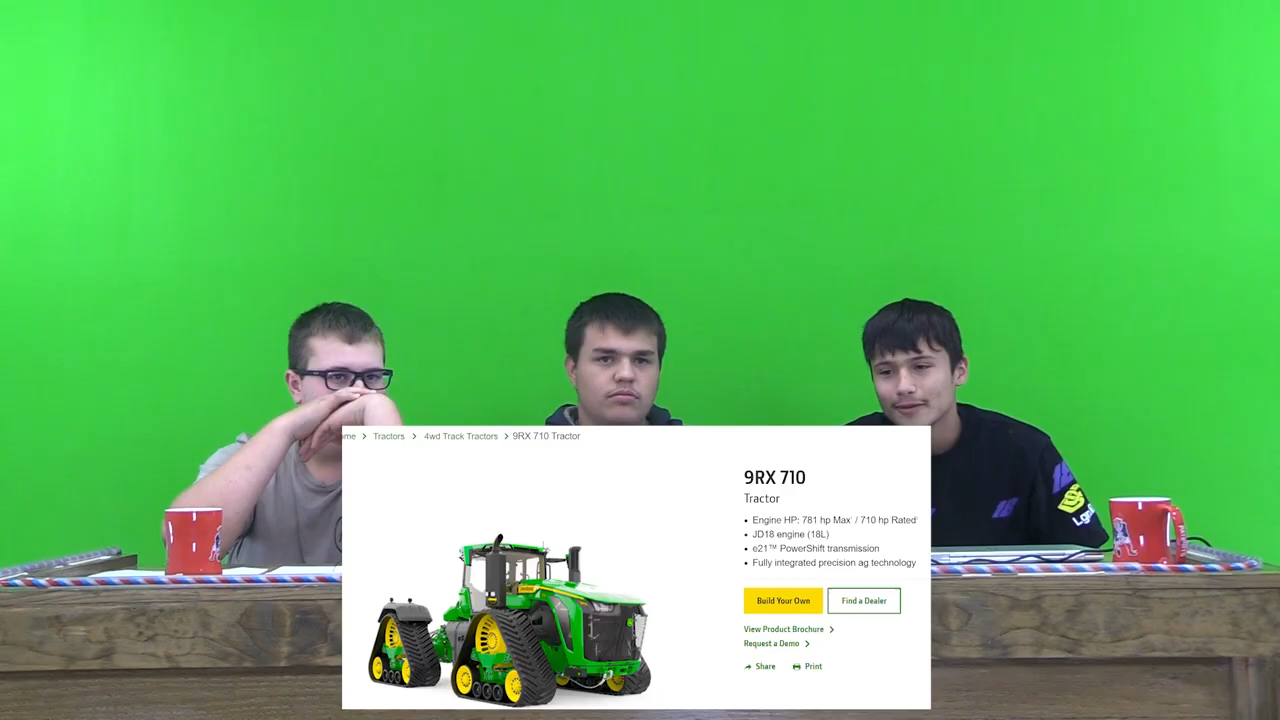 ome > Tractors > 4wd Track Tractors > 9RX 710 Tractor
9RX 710
Tractor
• Engine HP: 781 hp Max / 710 hp Rated
• JD18 engine (18L)
• e21™ PowerShift transmission
• Fully integrated precision ag technology
Build Your Own
Find a Dealer
View Product Brochure >
Request a Demo >
Share
Print